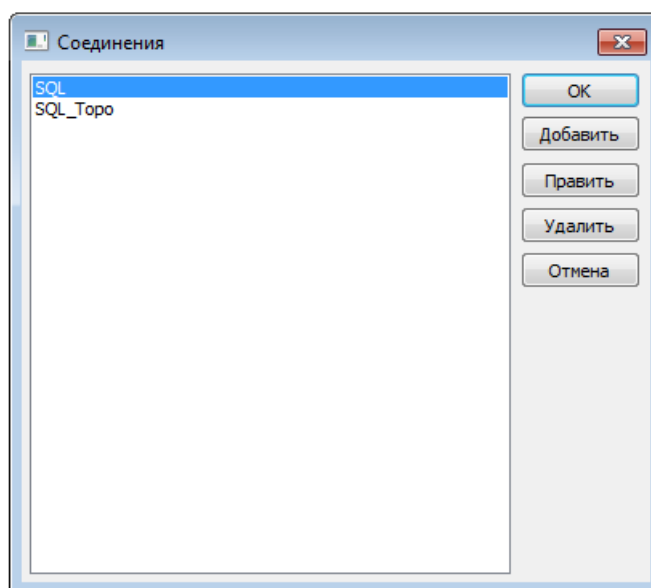 Соединения
SQL
SQL_Topo
OK
Добавить
Править
Удалить
Отмена